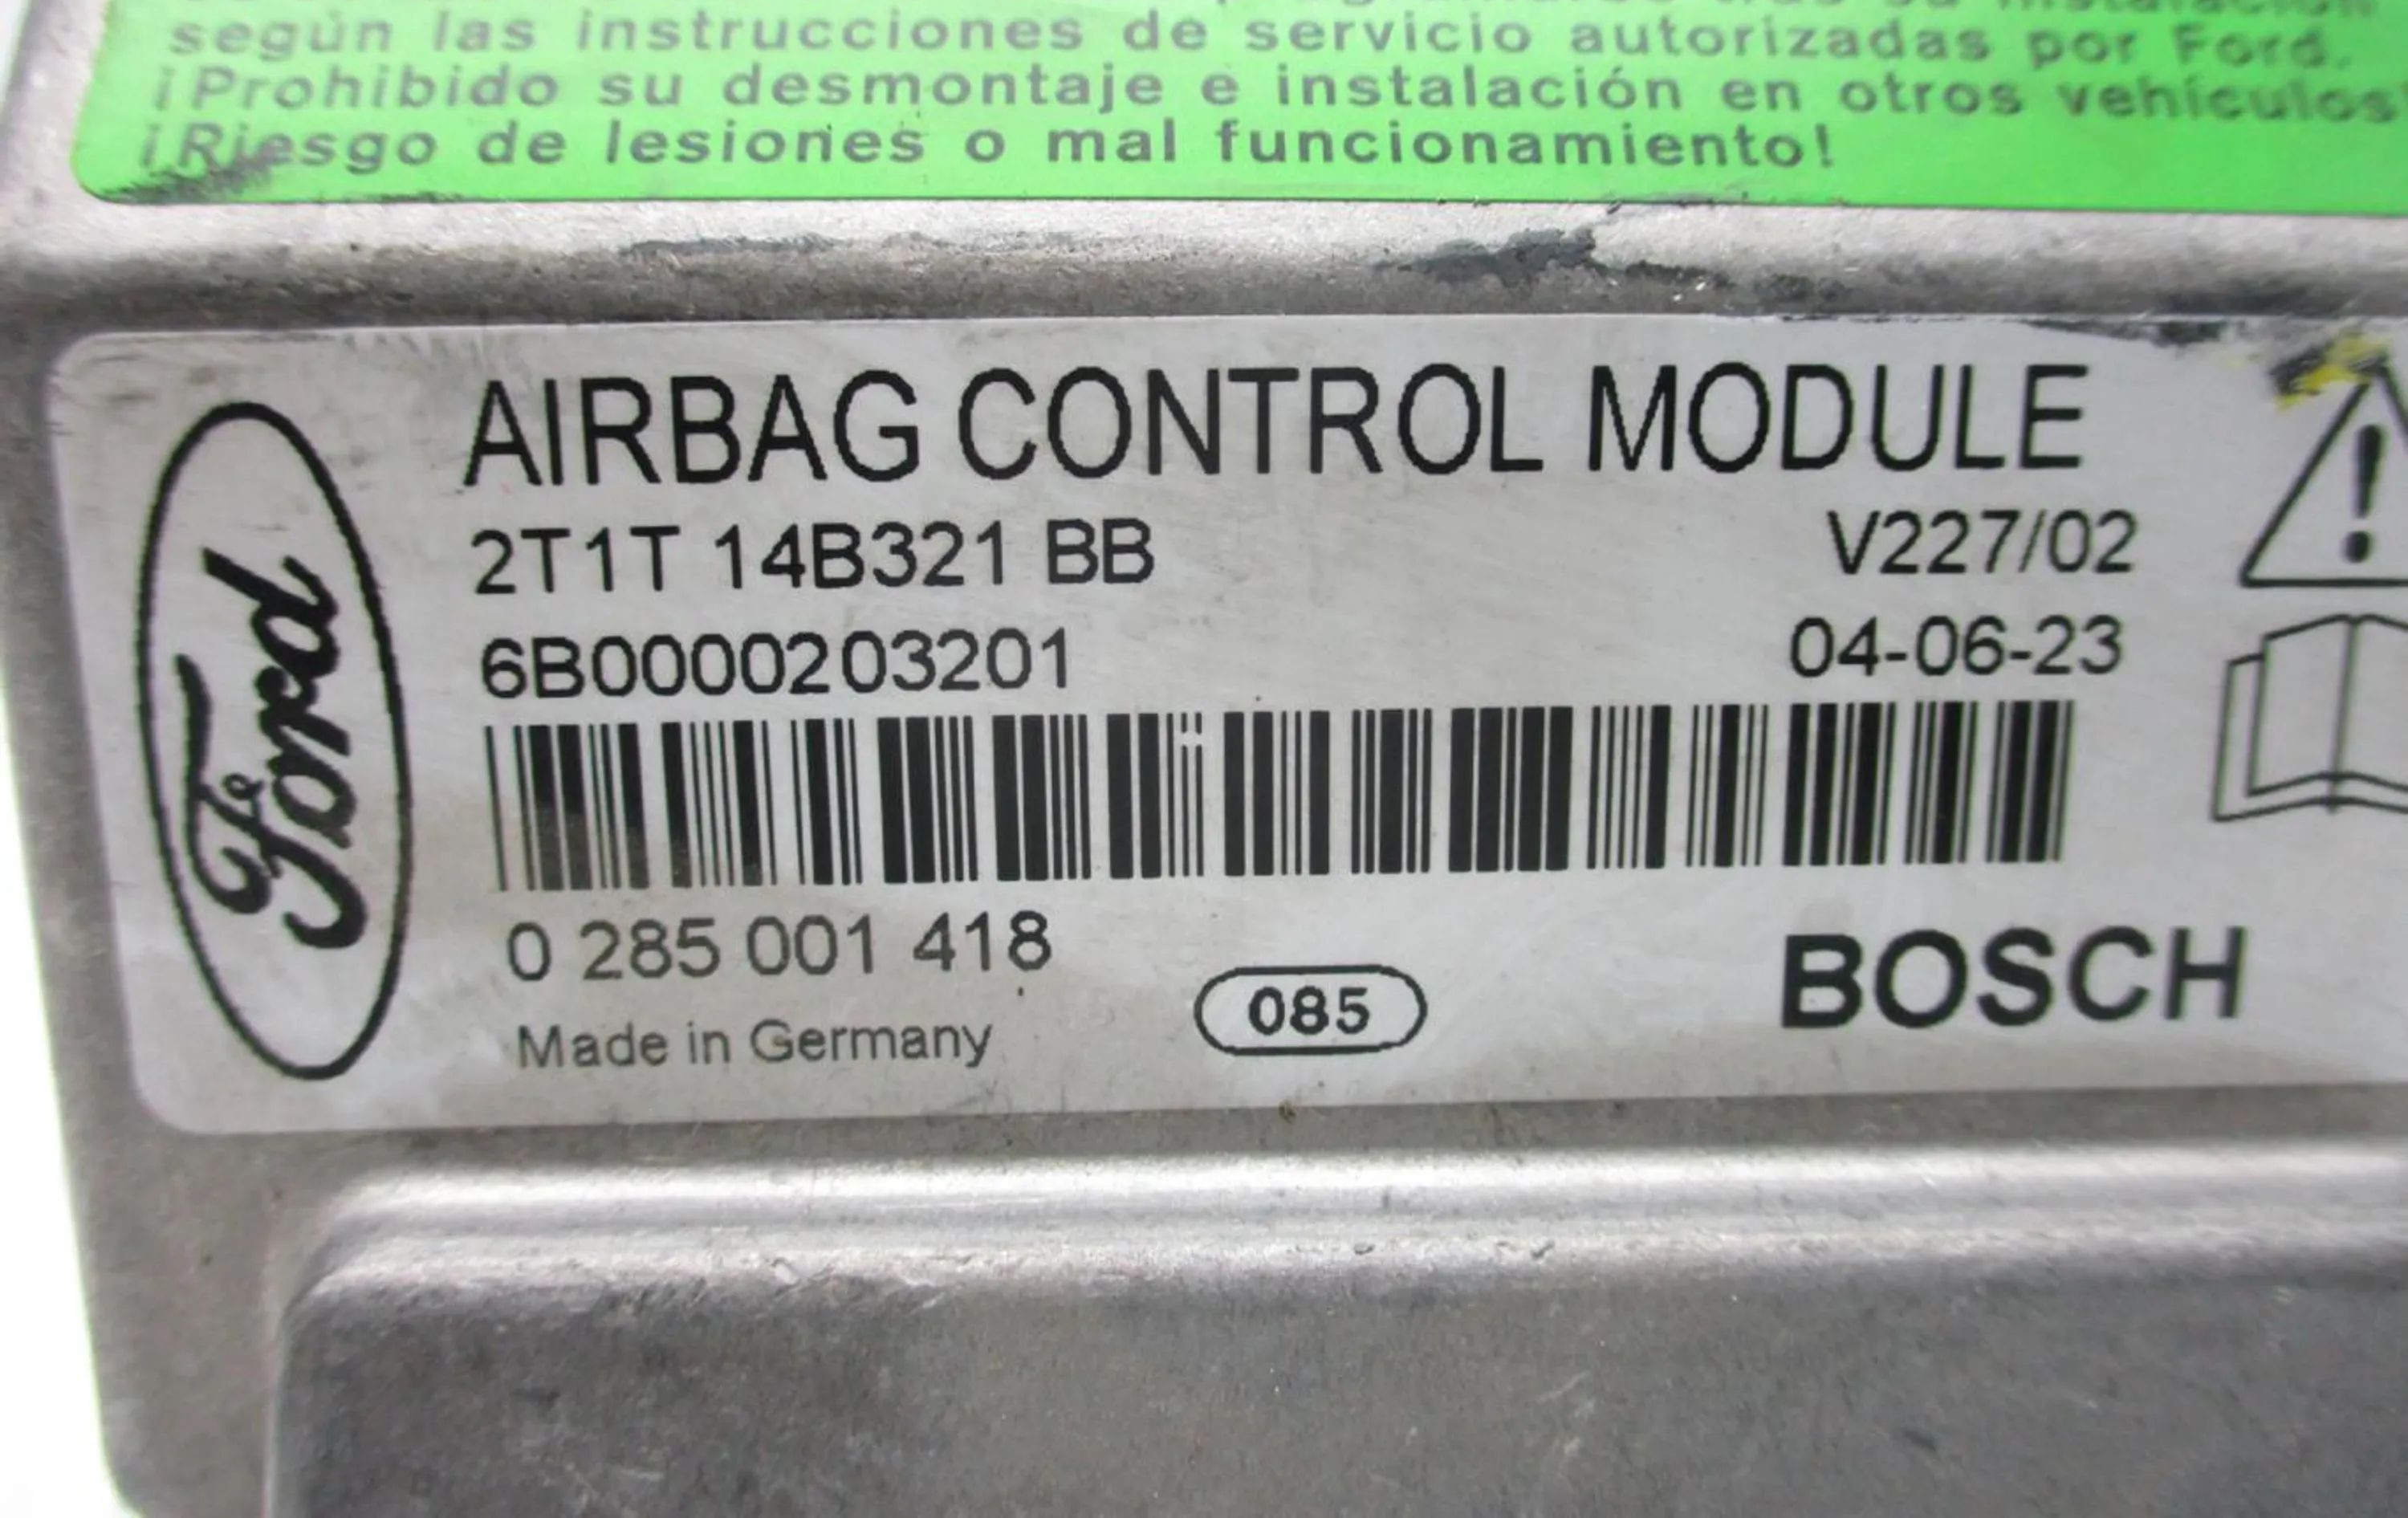 según las instrucciones de servicio autorizadas por Ford.
¡Prohibido su desmontaje e instalación en otros vehículos
¡Riesgo de lesiones o mal funcionamiento!
AIRBAG CONTROL MODULE
2T1T 14B321 BB V227/02
6B0000203201 04-06-23
Ford
0 285 001 418
BOSCH
085
Made in Germany